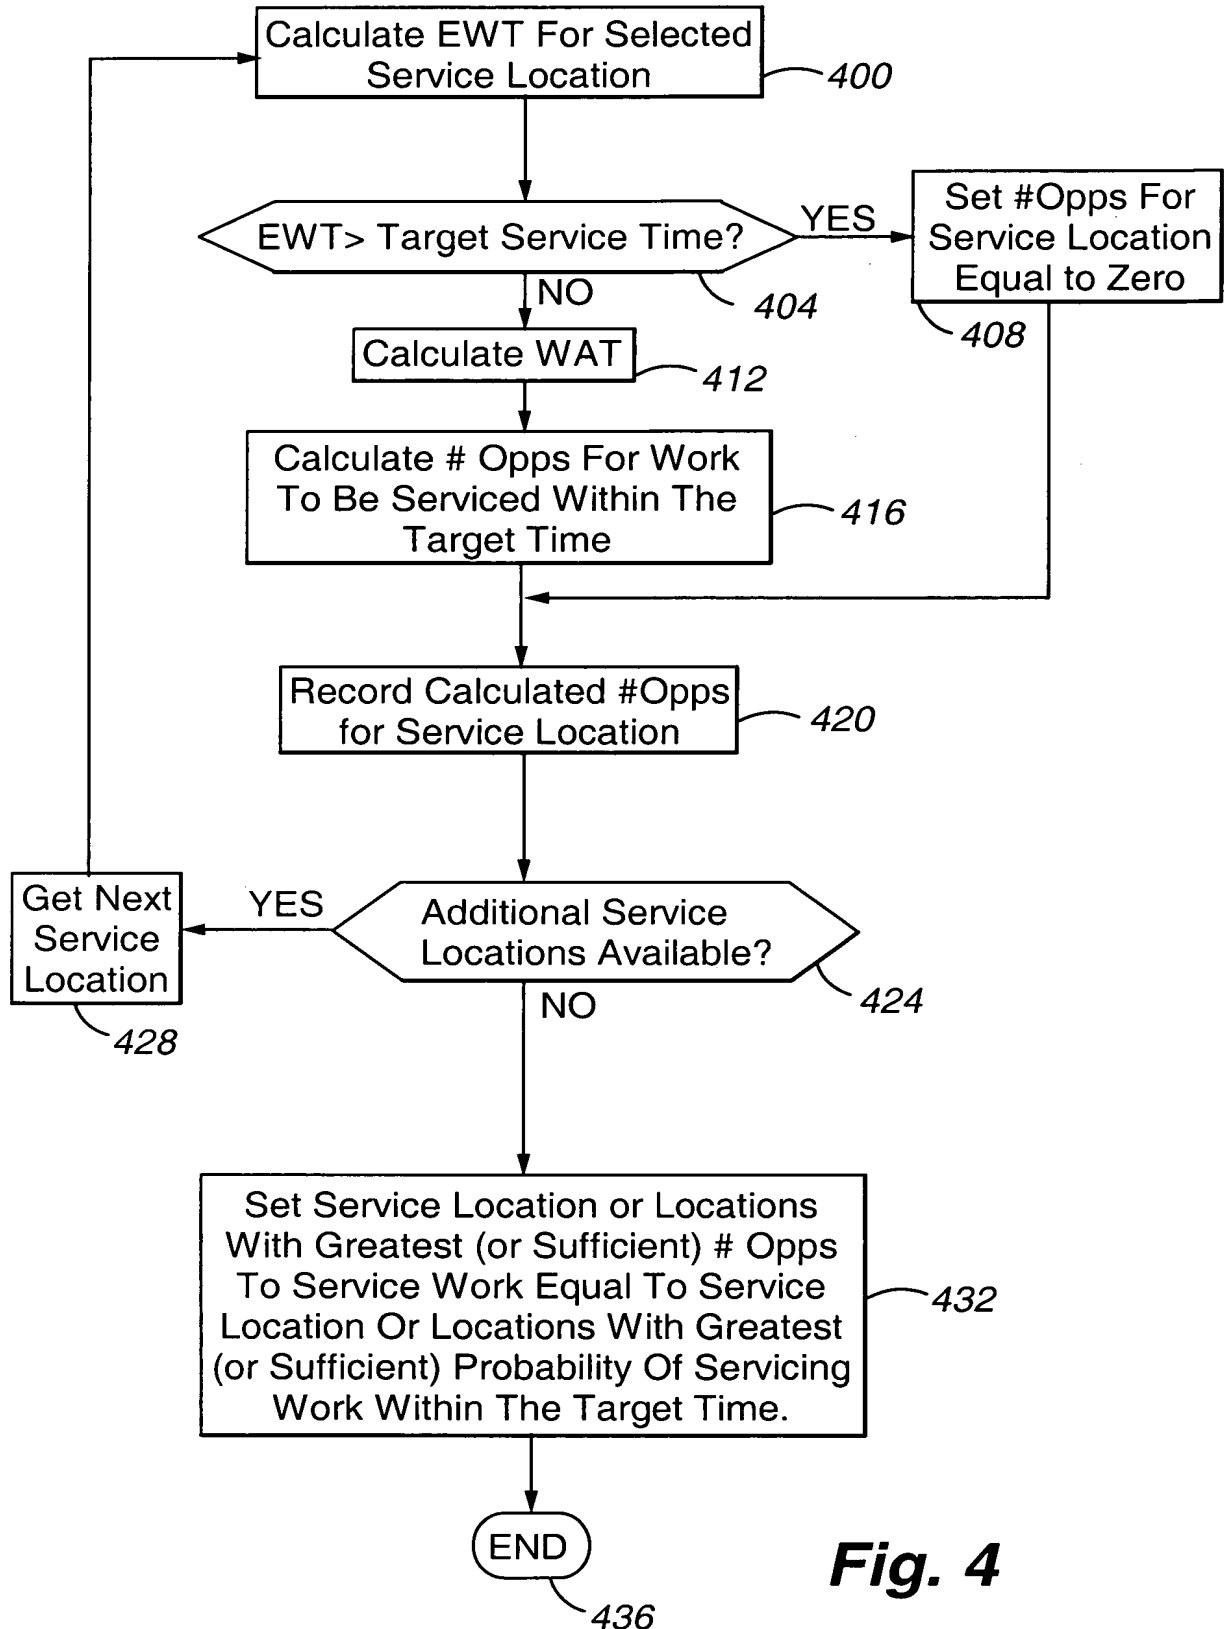 Calculate EWT For Selected
Service Location
400
EWT> Target Service Time?
YES
404
Set #Opps For
Service Location
Equal to Zero
408
NO
Calculate WAT
412
Calculate # Opps For Work
To Be Serviced Within The
Target Time
416
Record Calculated #Opps
for Service Location
420
Additional Service
Locations Available?
424
YES
Get Next
Service
Location
428
NO
Set Service Location or Locations
With Greatest (or Sufficient) # Opps
To Service Work Equal To Service
Location Or Locations With Greatest
(or Sufficient) Probability Of Servicing
Work Within The Target Time.
432
END
436
Fig. 4